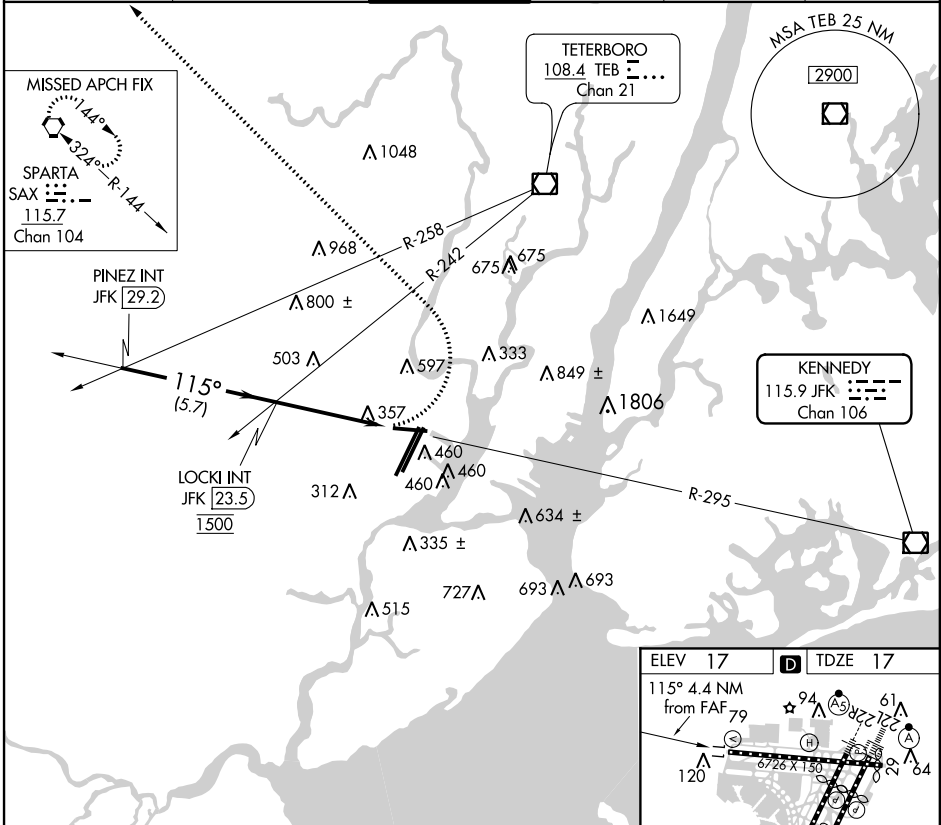 MISSED APCH FIX
144°
324°
R-144
SPARTA
SAX
115.7
Chan 104
TETERBORO
108.4 TEB
Chan 21
MSA TEB 25 NM
2900
1048
968
R-258
R-242
675
675
PINEZ INT
JFK 29.2
800 ±
1649
503
597
333
849 ±
KENNEDY
115.9 JFK
Chan 106
115°
(5.7)
357
1806
LOCKI INT
JFK 23.5
1500
460
460
460
312
R-295
634 ±
335 ±
727
693
693
515
ELEV 17
D
TDZE 17
115° 4.4 NM
from FAF
79
94
A5
61
22R
22L
A
V
H
P
120
6726 X 150
29
64
P
P